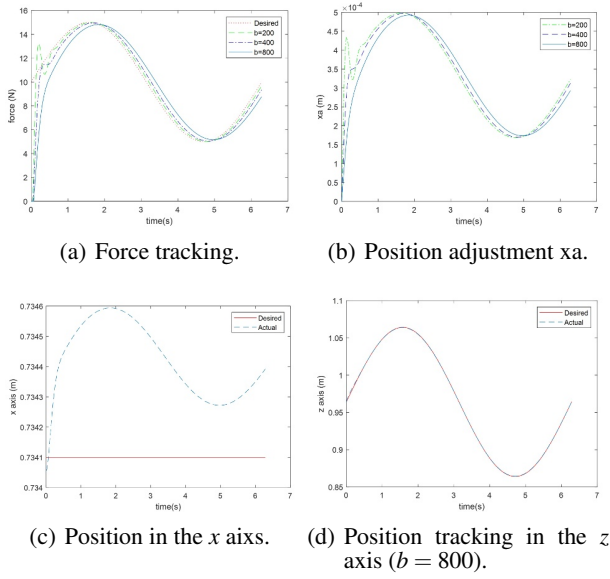 Desired
b=200
b=400
b=800
16
14
12
10
8
6
4
2
0
force (N)
0 1 2 3 4 5 6 7
time(s)
(a) Force tracking.
×10⁻⁴
b=200
b=400
b=800
5
4.5
4
3.5
3
2.5
2
1.5
1
0.5
0
xa (m)
0 1 2 3 4 5 6 7
time(s)
(b) Position adjustment xa.
Desired
Actual
0.7346
0.7344
0.7343
0.7341
0.734
x axis (m)
0 1 2 3 4 5 6 7
time(s)
(c) Position in the x aixs.
Desired
Actual
1.1
1.05
1
0.95
0.9
0.85
z axis (m)
0 1 2 3 4 5 6 7
time(s)
(d) Position tracking in the z
axis (b = 800).